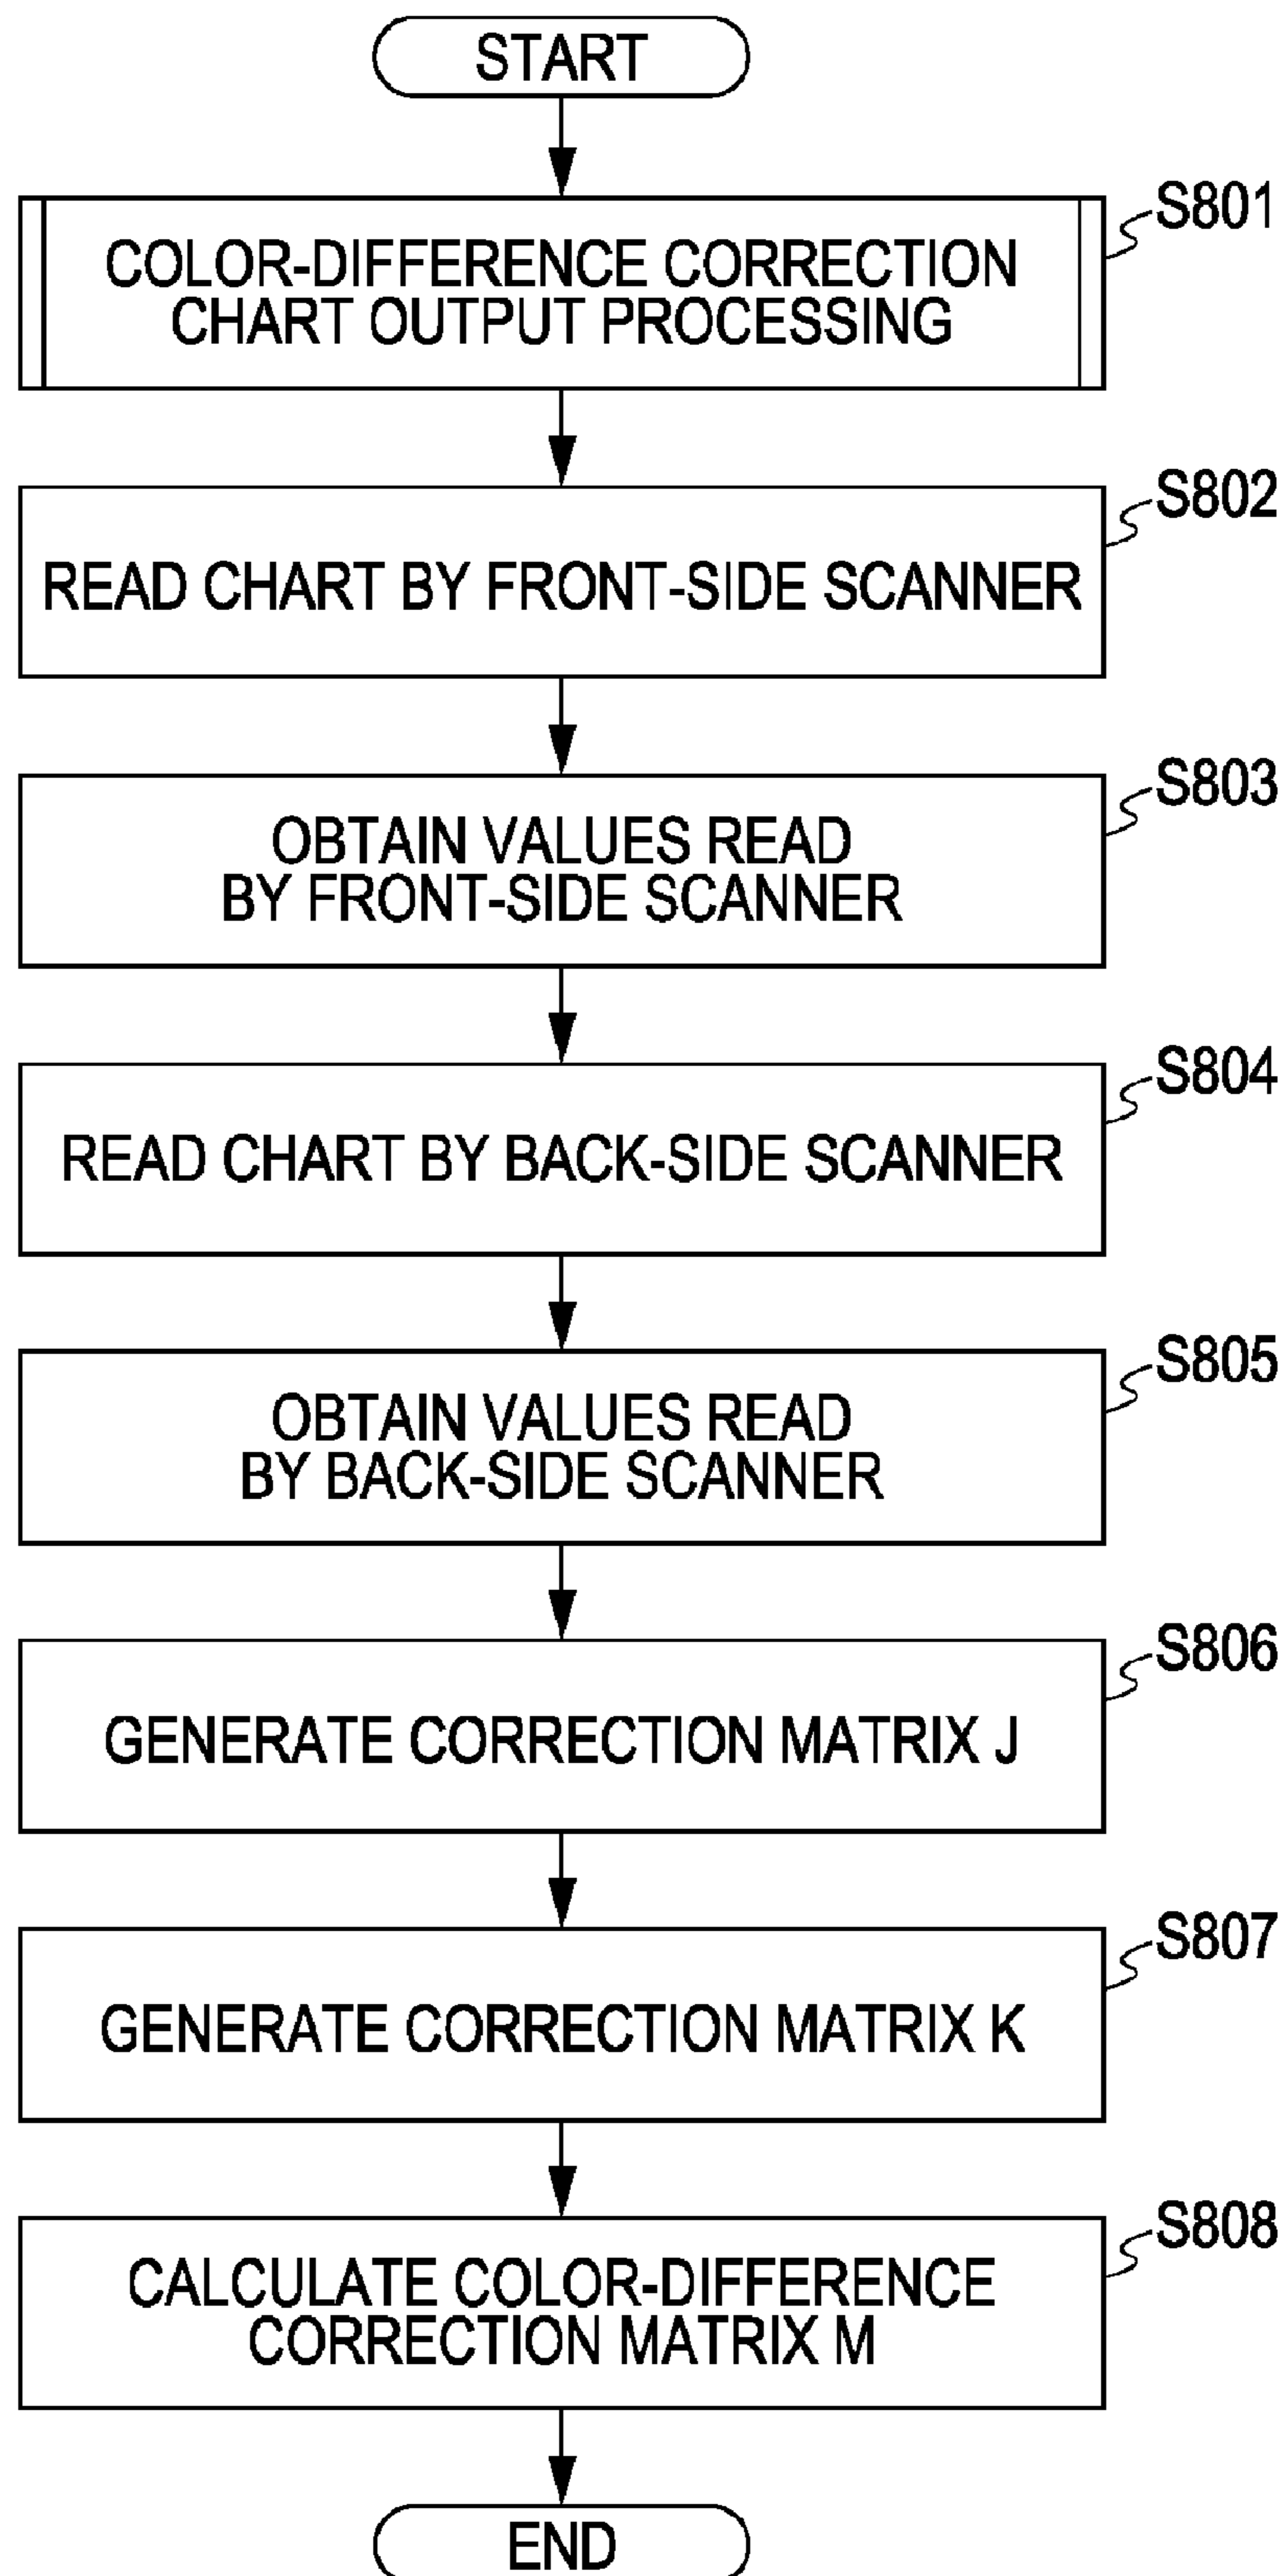 START
S801
COLOR-DIFFERENCE CORRECTION
CHART OUTPUT PROCESSING
S802
READ CHART BY FRONT-SIDE SCANNER
S803
OBTAIN VALUES READ
BY FRONT-SIDE SCANNER
S804
READ CHART BY BACK-SIDE SCANNER
S805
OBTAIN VALUES READ
BY BACK-SIDE SCANNER
S806
GENERATE CORRECTION MATRIX J
S807
GENERATE CORRECTION MATRIX K
S808
CALCULATE COLOR-DIFFERENCE
CORRECTION MATRIX M
END